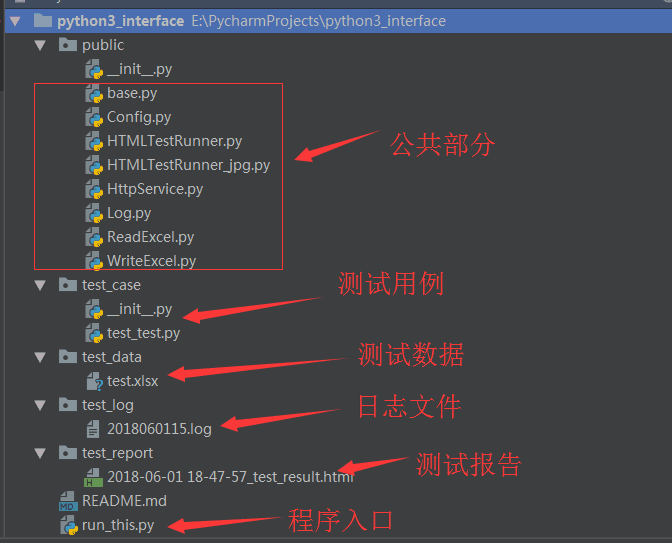 python3_interface E:\PycharmProjects\python3_interface
public
__init__.py
base.py
Config.py
HTMLTestRunner.py
公共部分
HTMLTestRunner_jpg.py
HttpService.py
Log.py
ReadExcel.py
WriteExcel.py
test_case
测试用例
__init__.py
test_test.py
test_data
测试数据
test.xlsx
test_log
日志文件
2018060115.log
test_report
测试报告
2018-06-01 18-47-57_test_result.html
README.md
run_this.py
程序入口